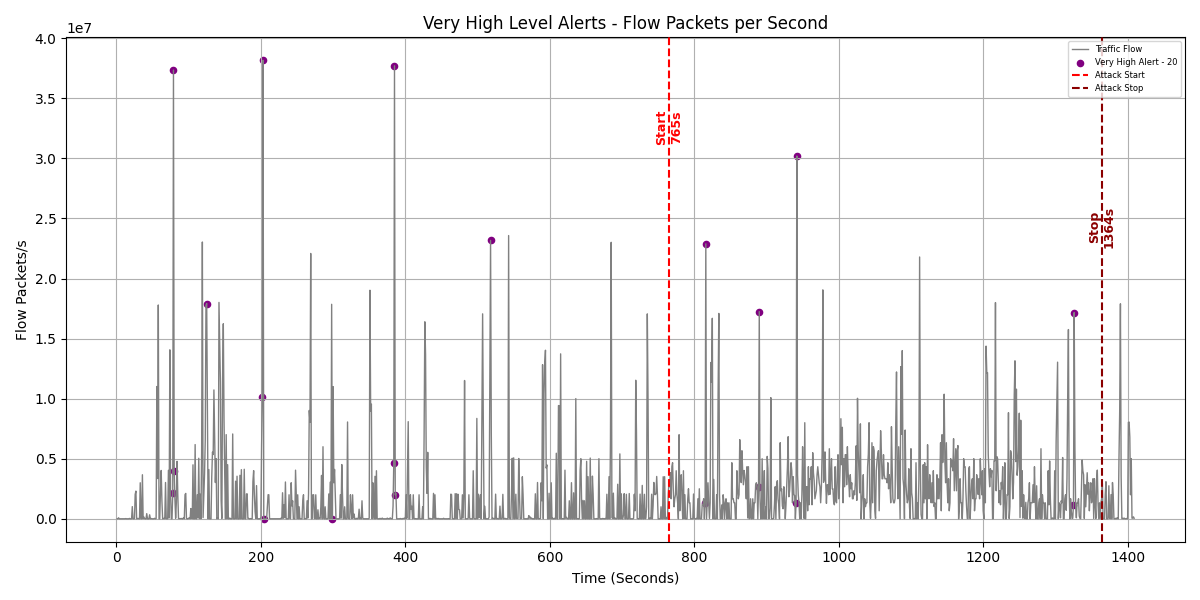 Very High Level Alerts - Flow Packets per Second
1e7
4.0
3.5
3.0
2.5
2.0
1.5
1.0
0.5
0.0
Flow Packets/s
Traffic Flow
Very High Alert - 20
Attack Start
Attack Stop
Start
765s
Stop
1364s
0 200 400 600 800 1000 1200 1400
Time (Seconds)